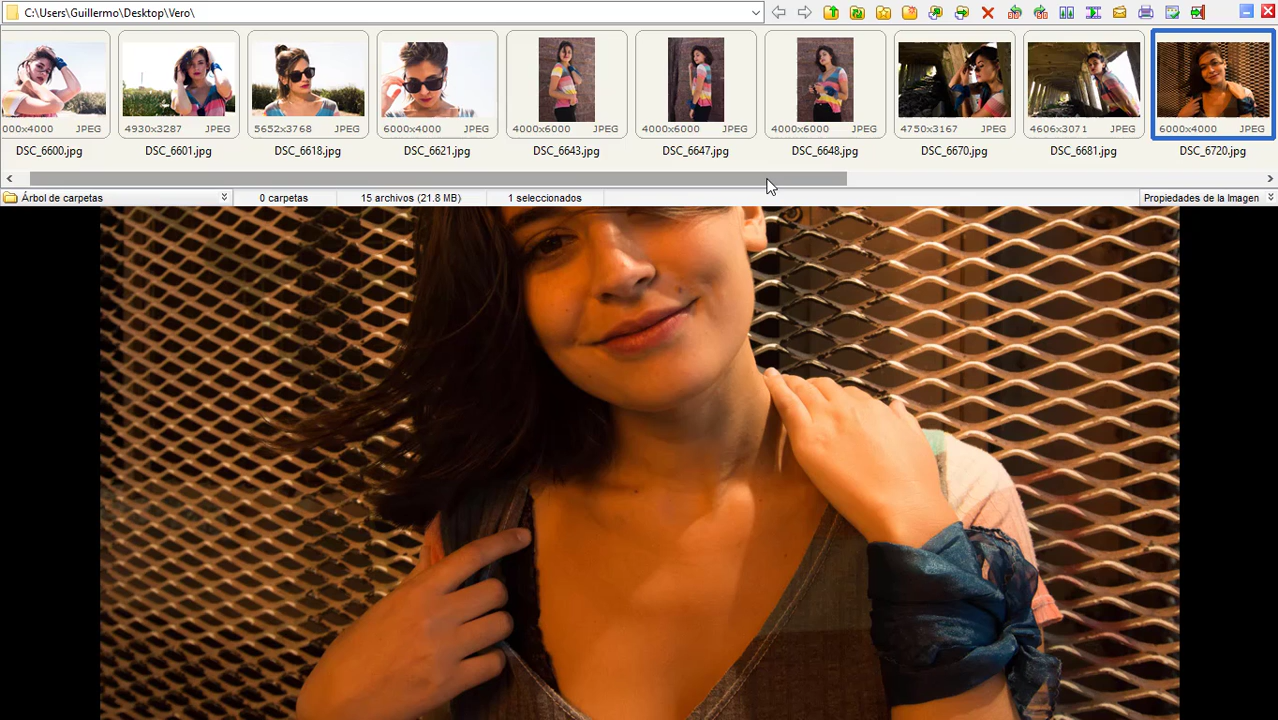 C:\Users\Guillermo\Desktop\Vero\
000x4000 JPEG
4930x3287 JPEG
5652x3768 JPEG
6000x4000 JPEG
4000x6000 JPEG
4000x6000 JPEG
4000x6000 JPEG
4750x3167 JPEG
4606x3071 JPEG
6000x4000 JPEG
DSC_6600.jpg
DSC_6601.jpg
DSC_6618.jpg
DSC_6621.jpg
DSC_6643.jpg
DSC_6647.jpg
DSC_6648.jpg
DSC_6670.jpg
DSC_6681.jpg
DSC_6720.jpg
Árbol de carpetas
0 carpetas
15 archivos (21.8 MB)
1 seleccionados
Propiedades de la Imagen